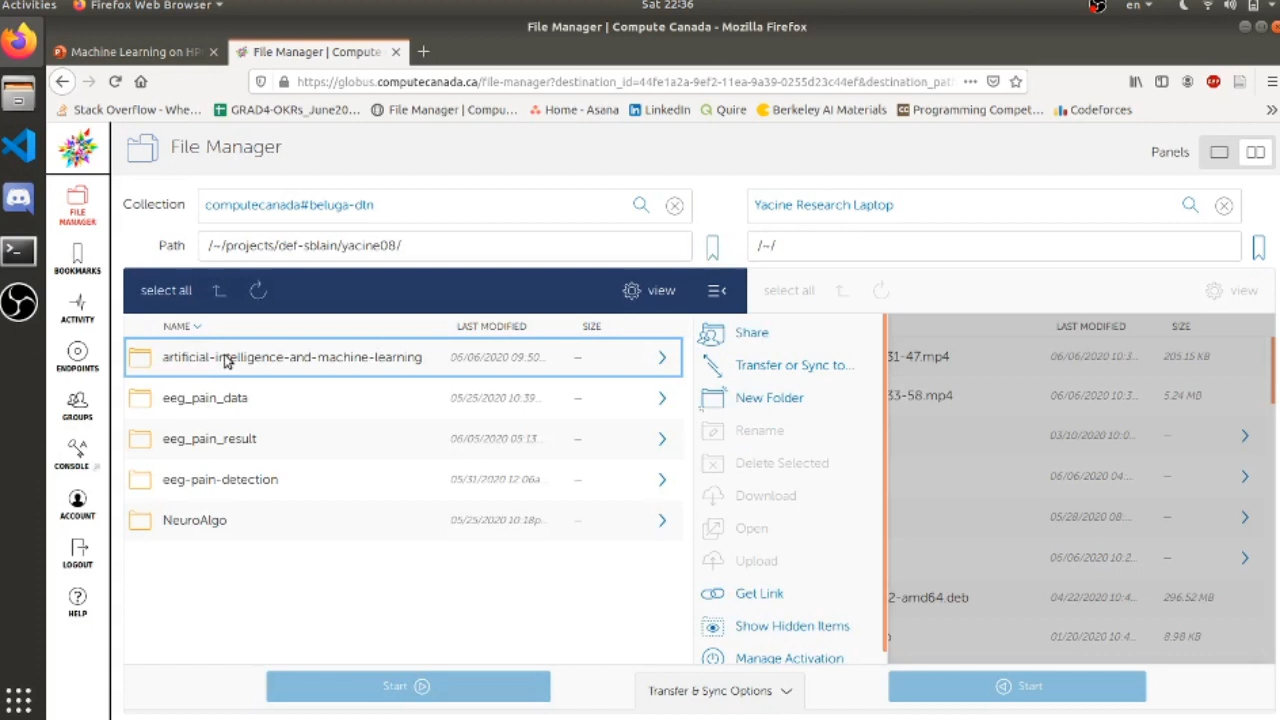 Activities Firefox Web Browser Sat 22:36 en
File Manager | Compute Canada - Mozilla Firefox
Machine Learning on HP File Manager | Compute
https://globus.computecanada.ca/file-manager?destination_id=44fe1a2a-9ef2-11ea-9a39-0255d23c44ef&destination_pat
Stack Overflow - Whe... GRAD4-OKRs_June20... File Manager | Compu... Home - Asana LinkedIn Quire Berkeley AI Materials Programming Compet... Codeforces
File Manager
Panels
FILE MANAGER
BOOKMARKS
ACTIVITY
ENDPOINTS
GROUPS
CONSOLE
ACCOUNT
LOGOUT
HELP
Collection computecanada#beluga-dtn Yacine Research Laptop
Path /~/projects/def-sblain/yacine08/ /~/
select all view select all view
NAME LAST MODIFIED SIZE LAST MODIFIED SIZE
artificial-intelligence-and-machine-learning 06/06/2020 09:50... —
eeg_pain_data 05/25/2020 10:39... —
eeg_pain_result 06/05/2020 05:13... —
eeg-pain-detection 05/31/2020 12:06a... —
NeuroAlgo 05/25/2020 10:18p... —
Share
Transfer or Sync to...
New Folder
Rename
Delete Selected
Download
Open
Upload
Get Link
Show Hidden Items
Manage Activation
31-47.mp4 06/06/2020 10:3... 205.15 KB
33-58.mp4 06/06/2020 10:3... 5.24 MB
03/10/2020 10:0... —
06/06/2020 04:... —
05/28/2020 08:... —
06/06/2020 10:2... —
2-amd64.deb 04/22/2020 10:4... 296.52 MB
01/20/2020 10:4... 8.98 KB
Start Transfer & Sync Options Start